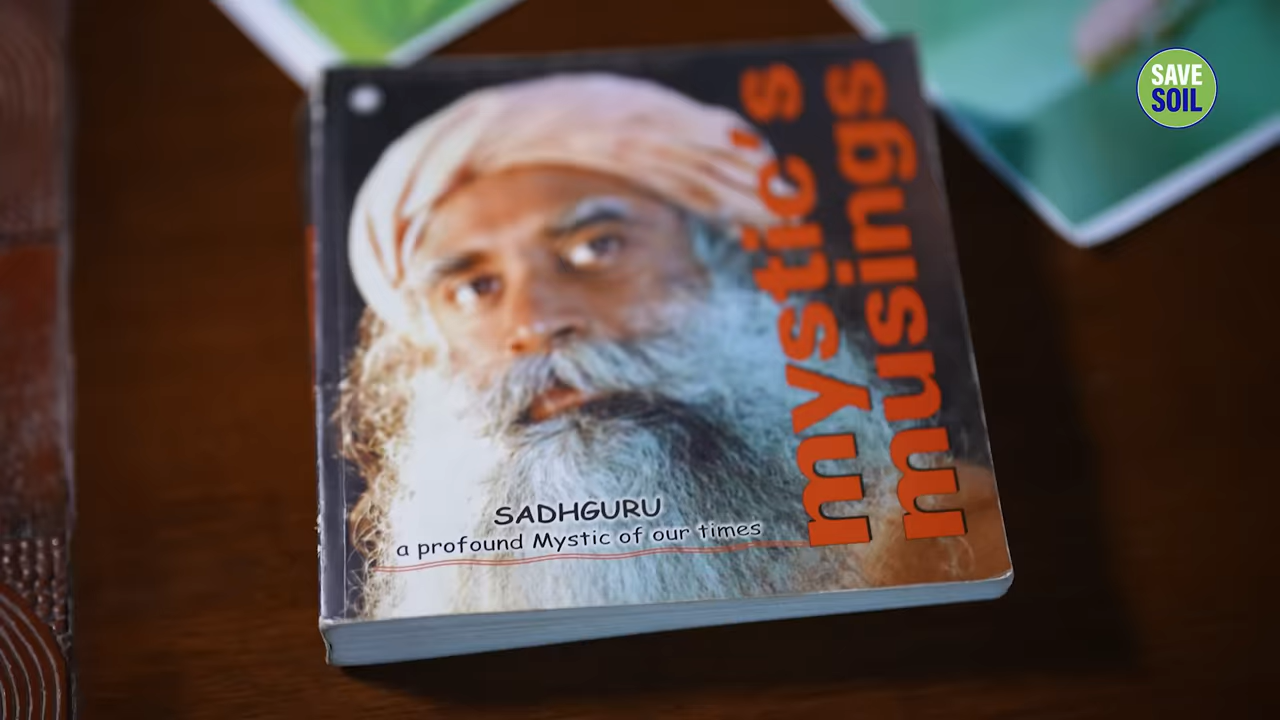 SAVE
SOIL
mystic's
musings
SADHGURU
a profound Mystic of our times